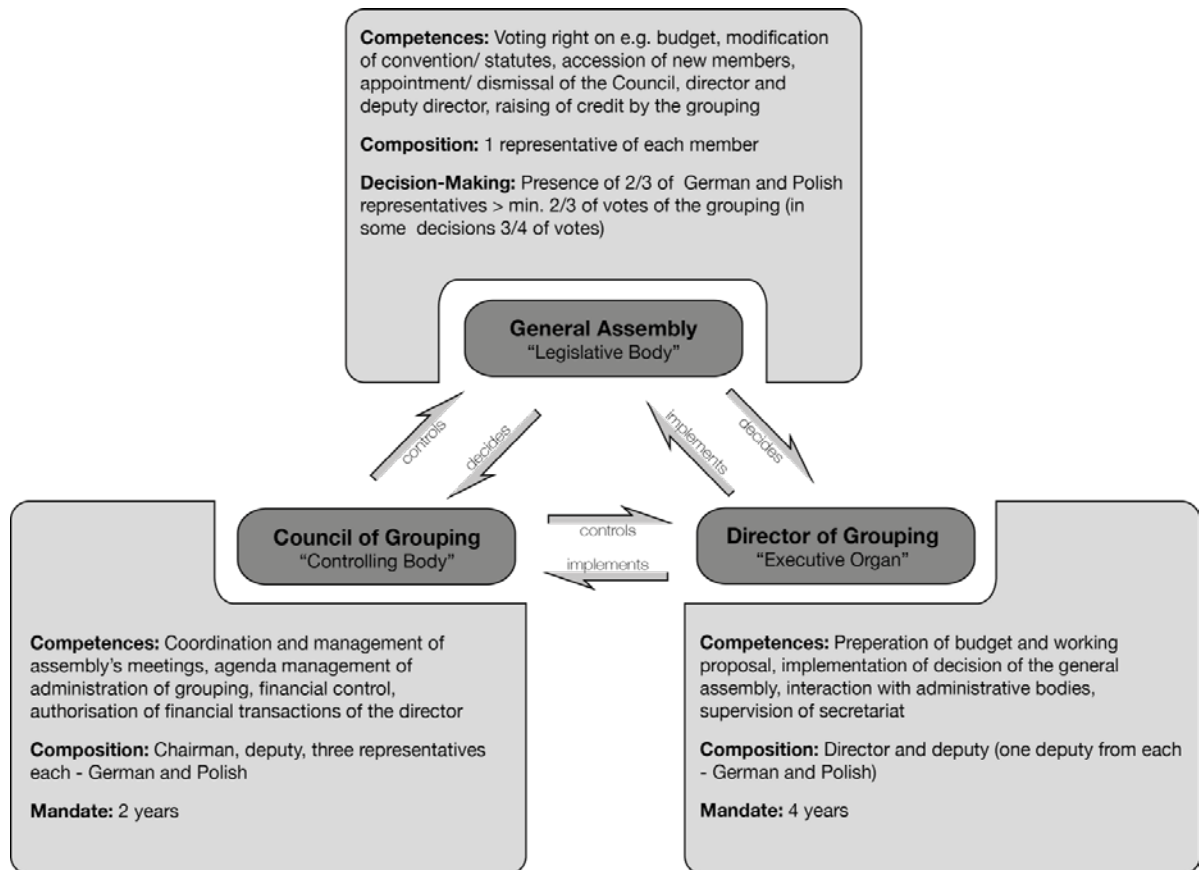 Competences: Voting right on e.g. budget, modification
of convention/ statutes, accession of new members,
appointment/ dismissal of the Council, director and
deputy director, raising of credit by the grouping
Composition: 1 representative of each member
Decision-Making: Presence of 2/3 of German and Polish
representatives > min. 2/3 of votes of the grouping (in
some decisions 3/4 of votes)
General Assembly
“Legislative Body”
controls
decides
implements
decides
Council of Grouping
“Controlling Body”
controls
implements
Director of Grouping
“Executive Organ”
Competences: Coordination and management of
assembly's meetings, agenda management of
administration of grouping, financial control,
authorisation of financial transactions of the director
Composition: Chairman, deputy, three representatives
each - German and Polish
Mandate: 2 years
Competences: Preperation of budget and working
proposal, implementation of decision of the general
assembly, interaction with administrative bodies,
supervision of secretariat
Composition: Director and deputy (one deputy from each
- German and Polish)
Mandate: 4 years